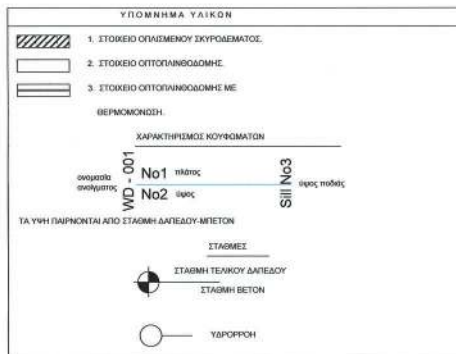 ΥΠΟΜΝΗΜΑ ΥΛΙΚΩΝ
1. ΣΤΟΙΧΕΙΟ ΟΠΛΙΣΜΕΝΟΥ ΣΚΥΡΟΔΕΜΑΤΟΣ.
2. ΣΤΟΙΧΕΙΟ ΟΠΤΟΠΛΙΝΘΟΔΟΜΗΣ.
3. ΣΤΟΙΧΕΙΟ ΟΠΤΟΠΛΙΝΘΟΔΟΜΗΣ ΜΕ
ΘΕΡΜΟΜΟΝΩΣΗ.
ΧΑΡΑΚΤΗΡΙΣΜΟΣ ΚΟΥΦΩΜΑΤΩΝ
ονομασία
ανοίγματος
WD - 001
No1 πλάτος
No2 ύψος
Sill No3
ύψος ποδιάς
ΤΑ ΥΨΗ ΠΑΙΡΝΟΝΤΑΙ ΑΠΟ ΣΤΑΘΜΗ ΔΑΠΕΔΟΥ-ΜΠΕΤΟΝ
ΣΤΑΘΜΕΣ
ΣΤΑΘΜΗ ΤΕΛΙΚΟΥ ΔΑΠΕΔΟΥ
ΣΤΑΘΜΗ ΒΕΤΟΝ
ΥΔΡΟΡΡΟΗ